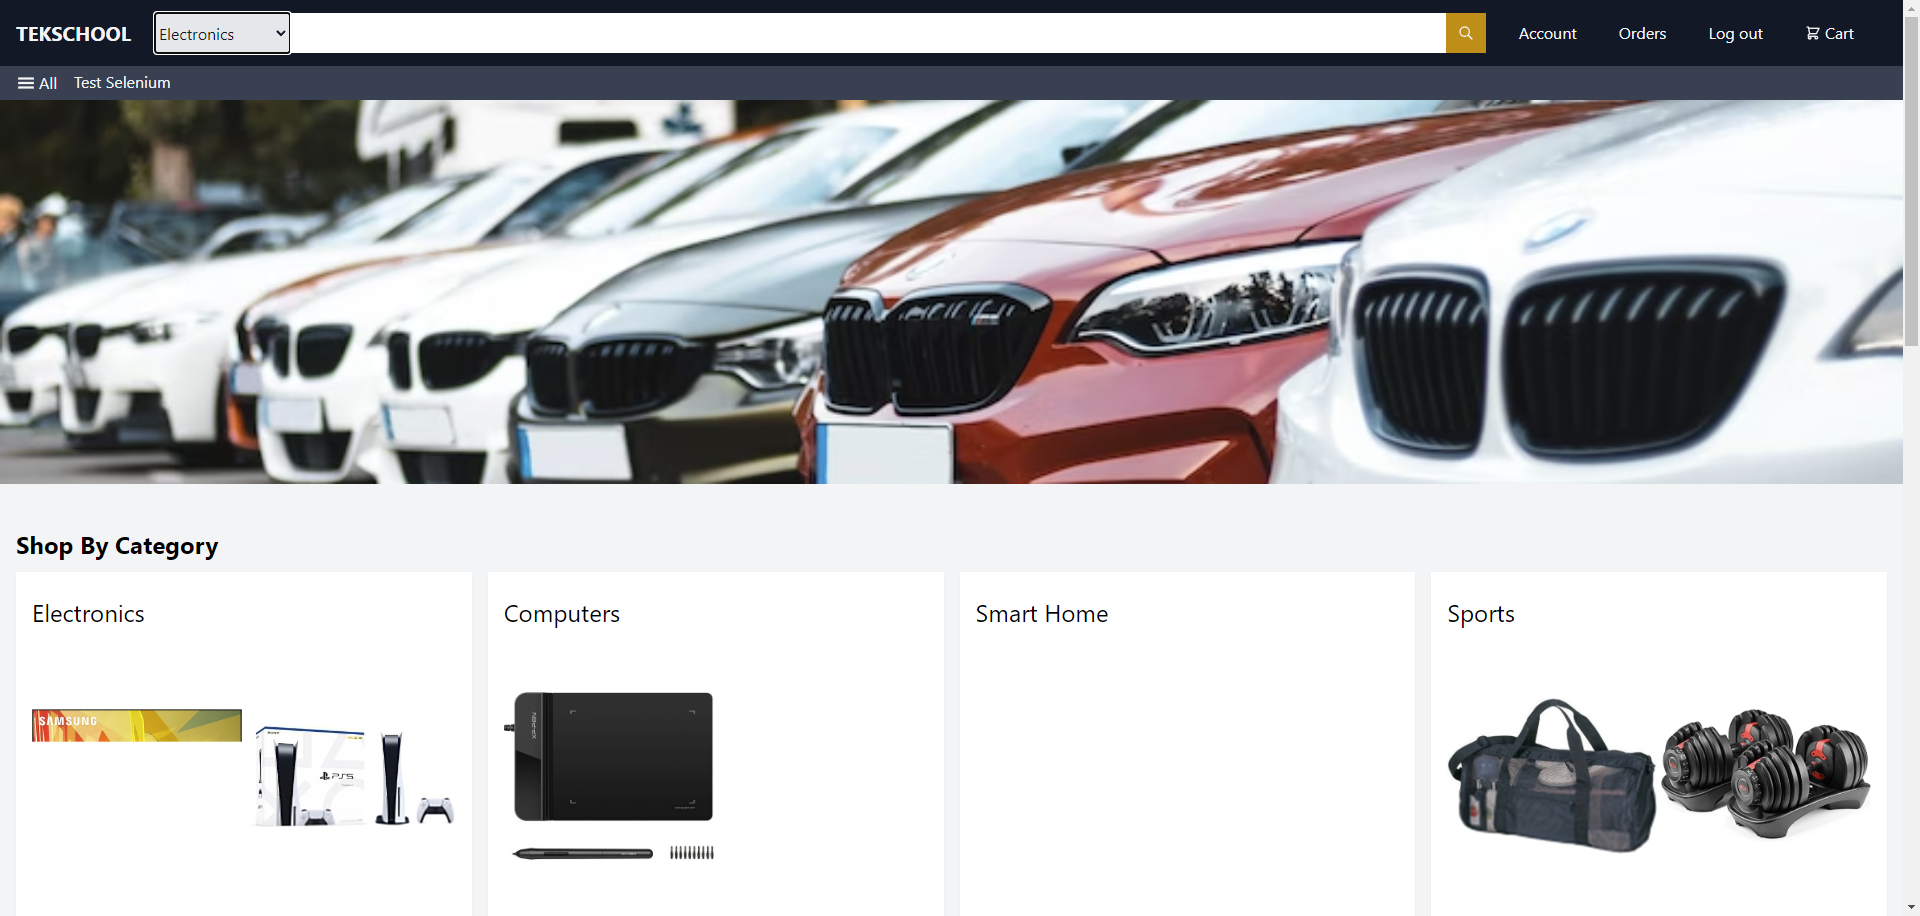 TEKSCHOOL
Electronics
Account
Orders
Log out
Cart
All
Test Selenium
Shop By Category
Electronics
Computers
Smart Home
Sports
SAMSUNG
SONY
PS5